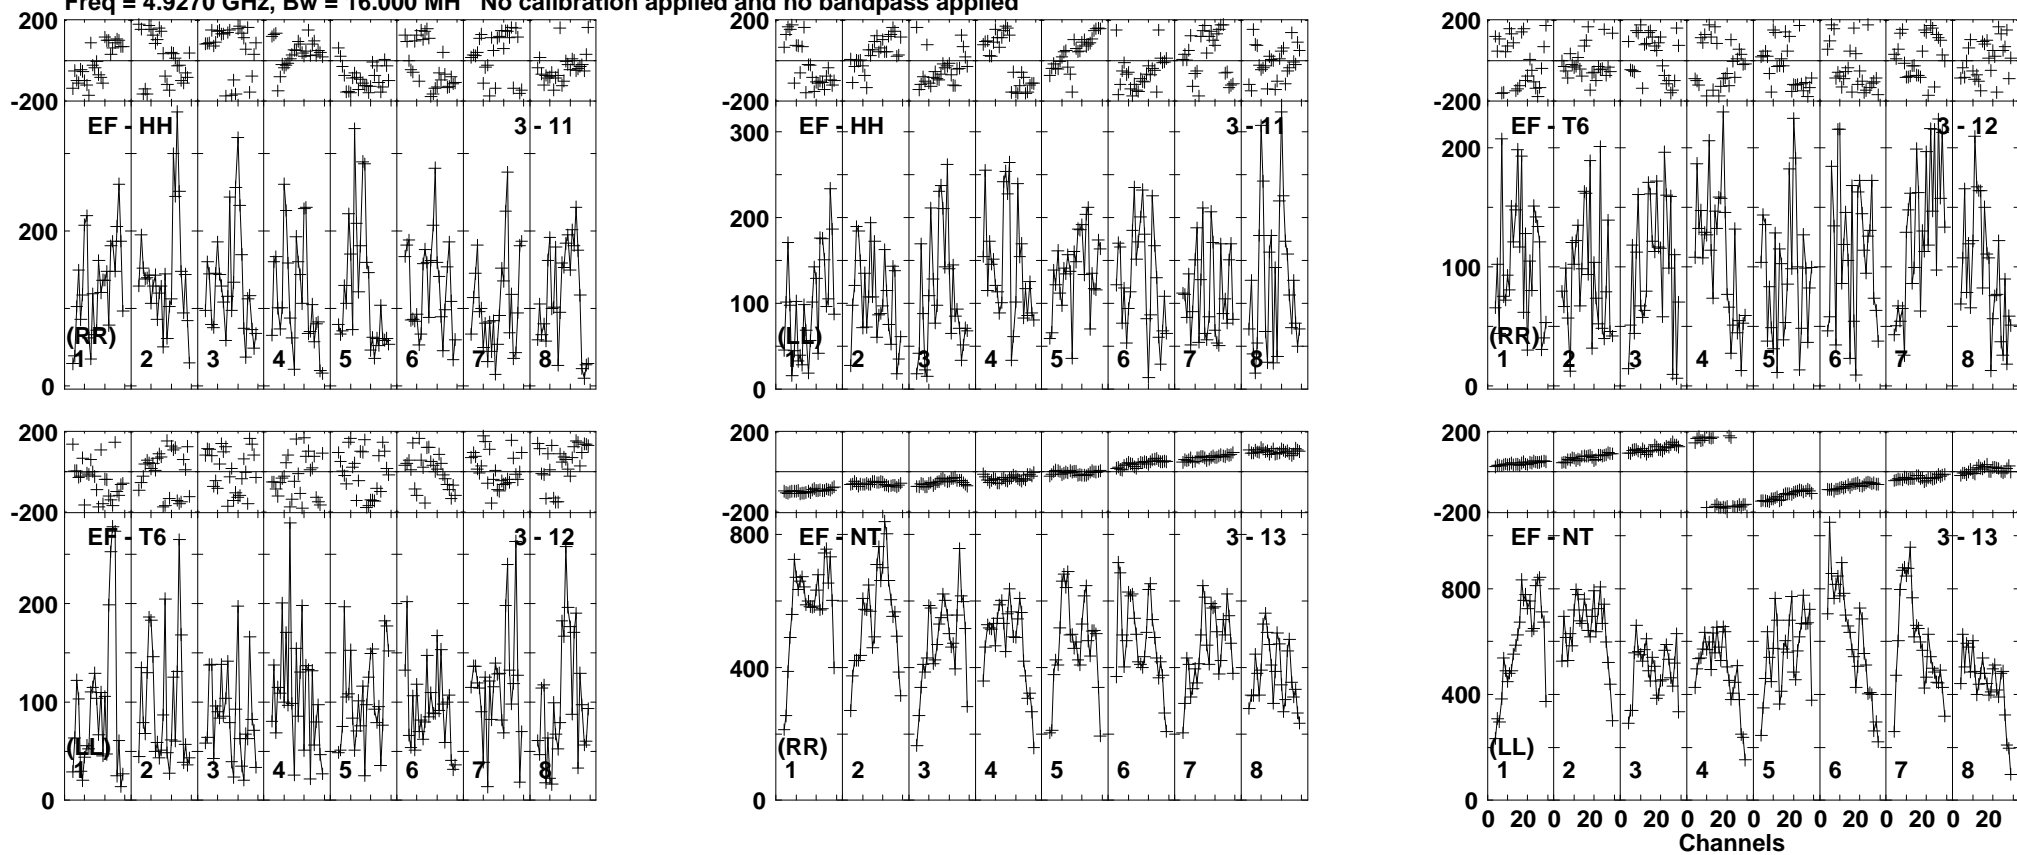 Freq = 4.9270 GHz, Bw = 16.000 MH No calibration applied and no bandpass applied
200
-200
EF - HH 3 - 11
200
0
(RR)
1 2 3 4 5 6 7 8
EF - HH 3 - 11
300
200
100
0
(LL)
1 2 3 4 5 6 7 8
200
-200
EF - T6 3 - 12
200
100
0
(RR)
1 2 3 4 5 6 7 8
200
-200
EF - T6 3 - 12
200
100
0
(LL)
1 2 3 4 5 6 7 8
200
-200
EF - NT 3 - 13
800
400
0
(RR)
1 2 3 4 5 6 7 8
200
-200
EF - NT 3 - 13
800
400
0
(LL)
1 2 3 4 5 6 7 8
0 20 0 20 0 20 0 20 0 20 0 20 0 20 0 20
Channels